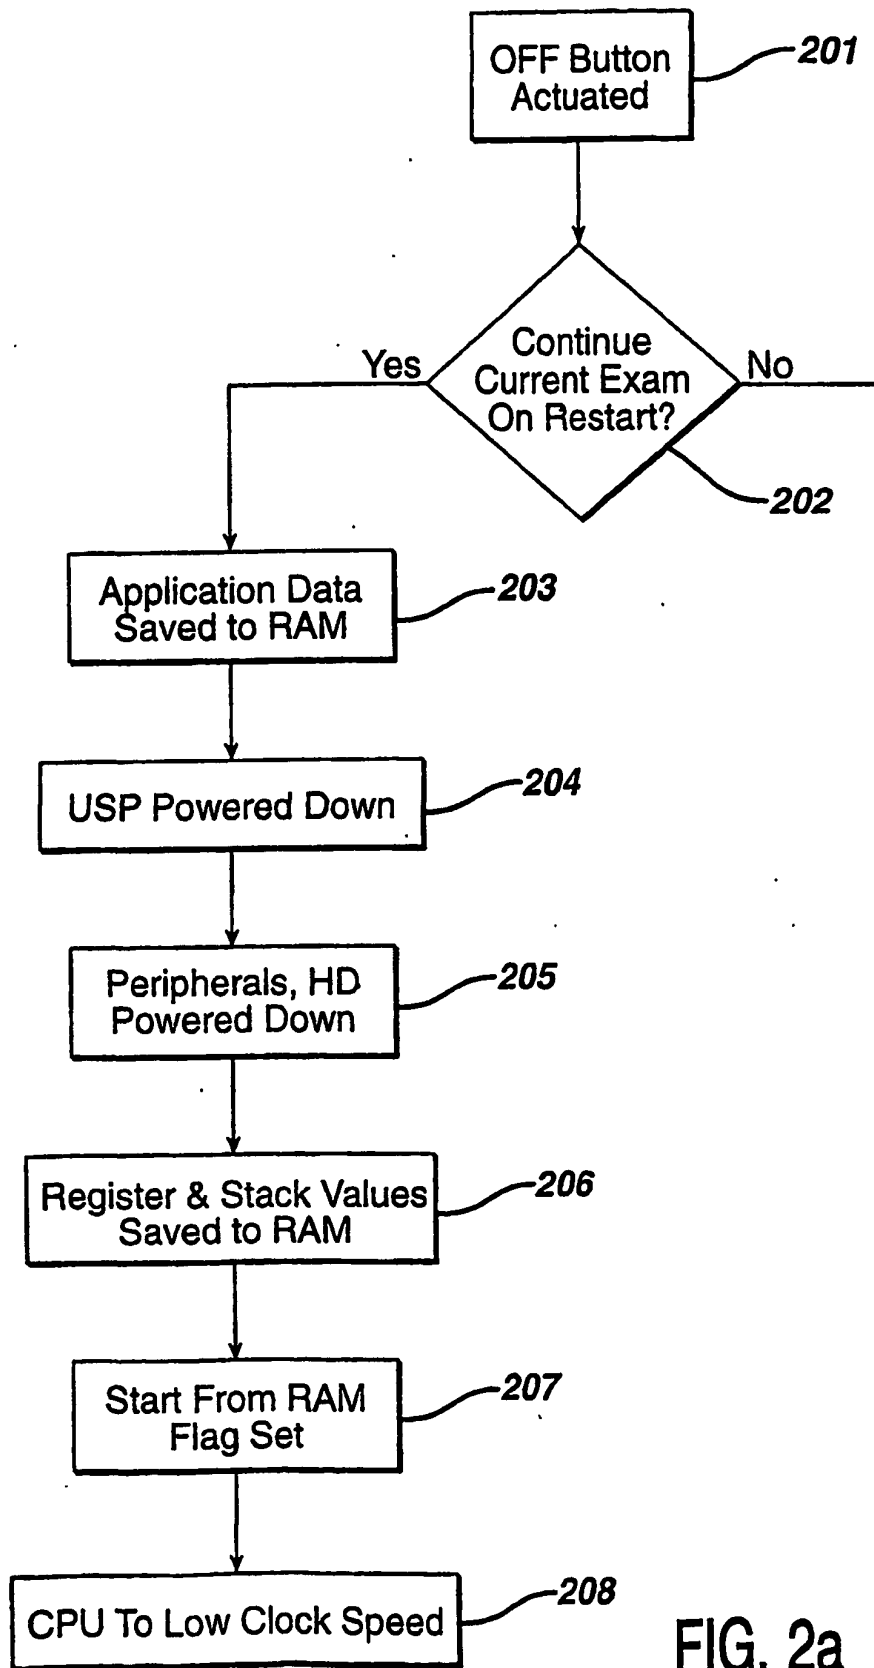 OFF Button
Actuated
201
Continue
Current Exam
On Restart?
Yes
No
202
Application Data
Saved to RAM
203
USP Powered Down
204
Peripherals, HD
Powered Down
205
Register & Stack Values
Saved to RAM
206
Start From RAM
Flag Set
207
CPU To Low Clock Speed
208
FIG. 2a